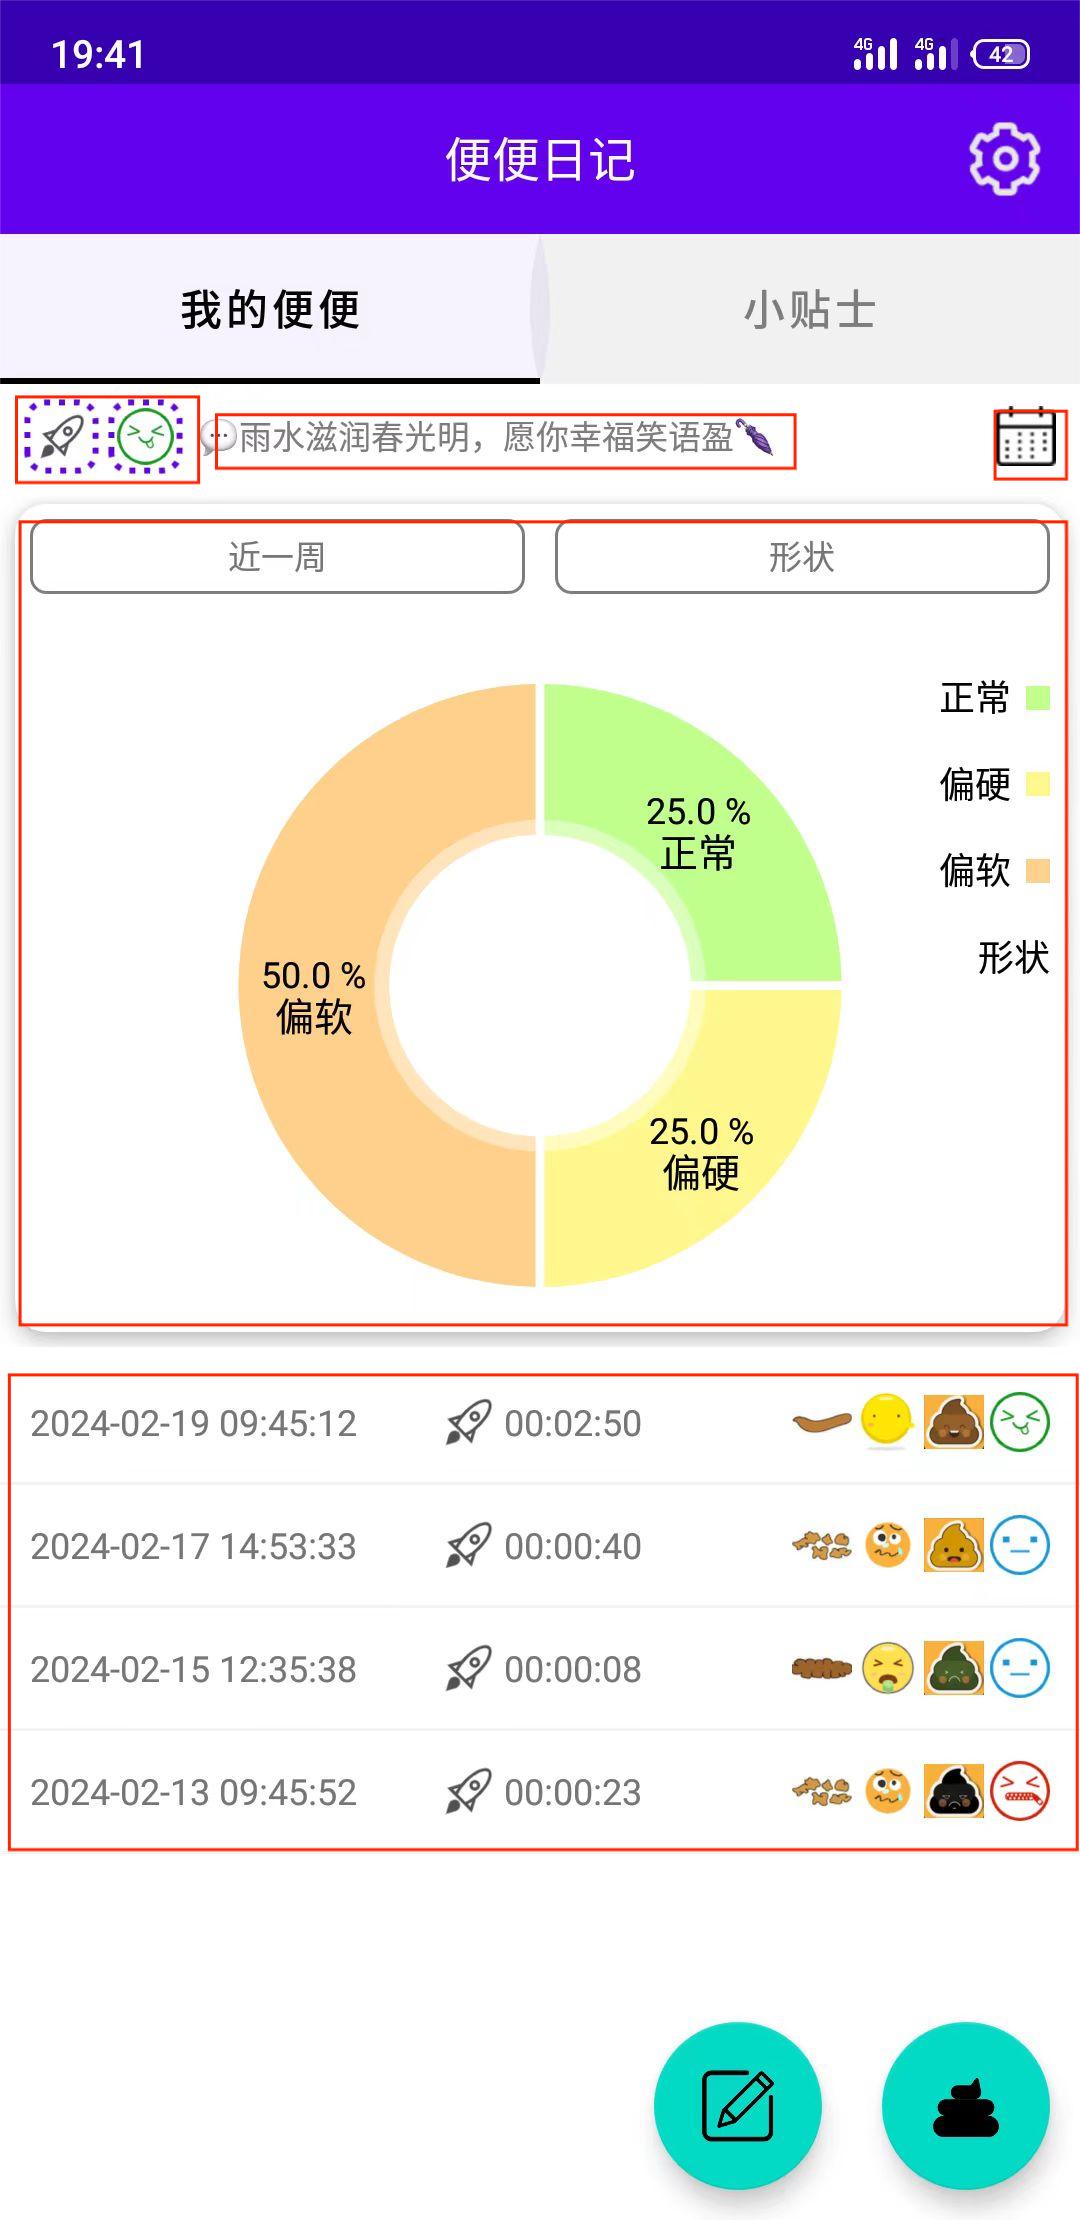 19:41
4G 4G 42
便便日记
我的便便 小贴士
雨水滋润春光明，愿你幸福笑语盈
近一周 形状
正常
偏硬
偏软
形状
25.0 %
正常
50.0 %
偏软
25.0 %
偏硬
2024-02-19 09:45:12 00:02:50
2024-02-17 14:53:33 00:00:40
2024-02-15 12:35:38 00:00:08
2024-02-13 09:45:52 00:00:23